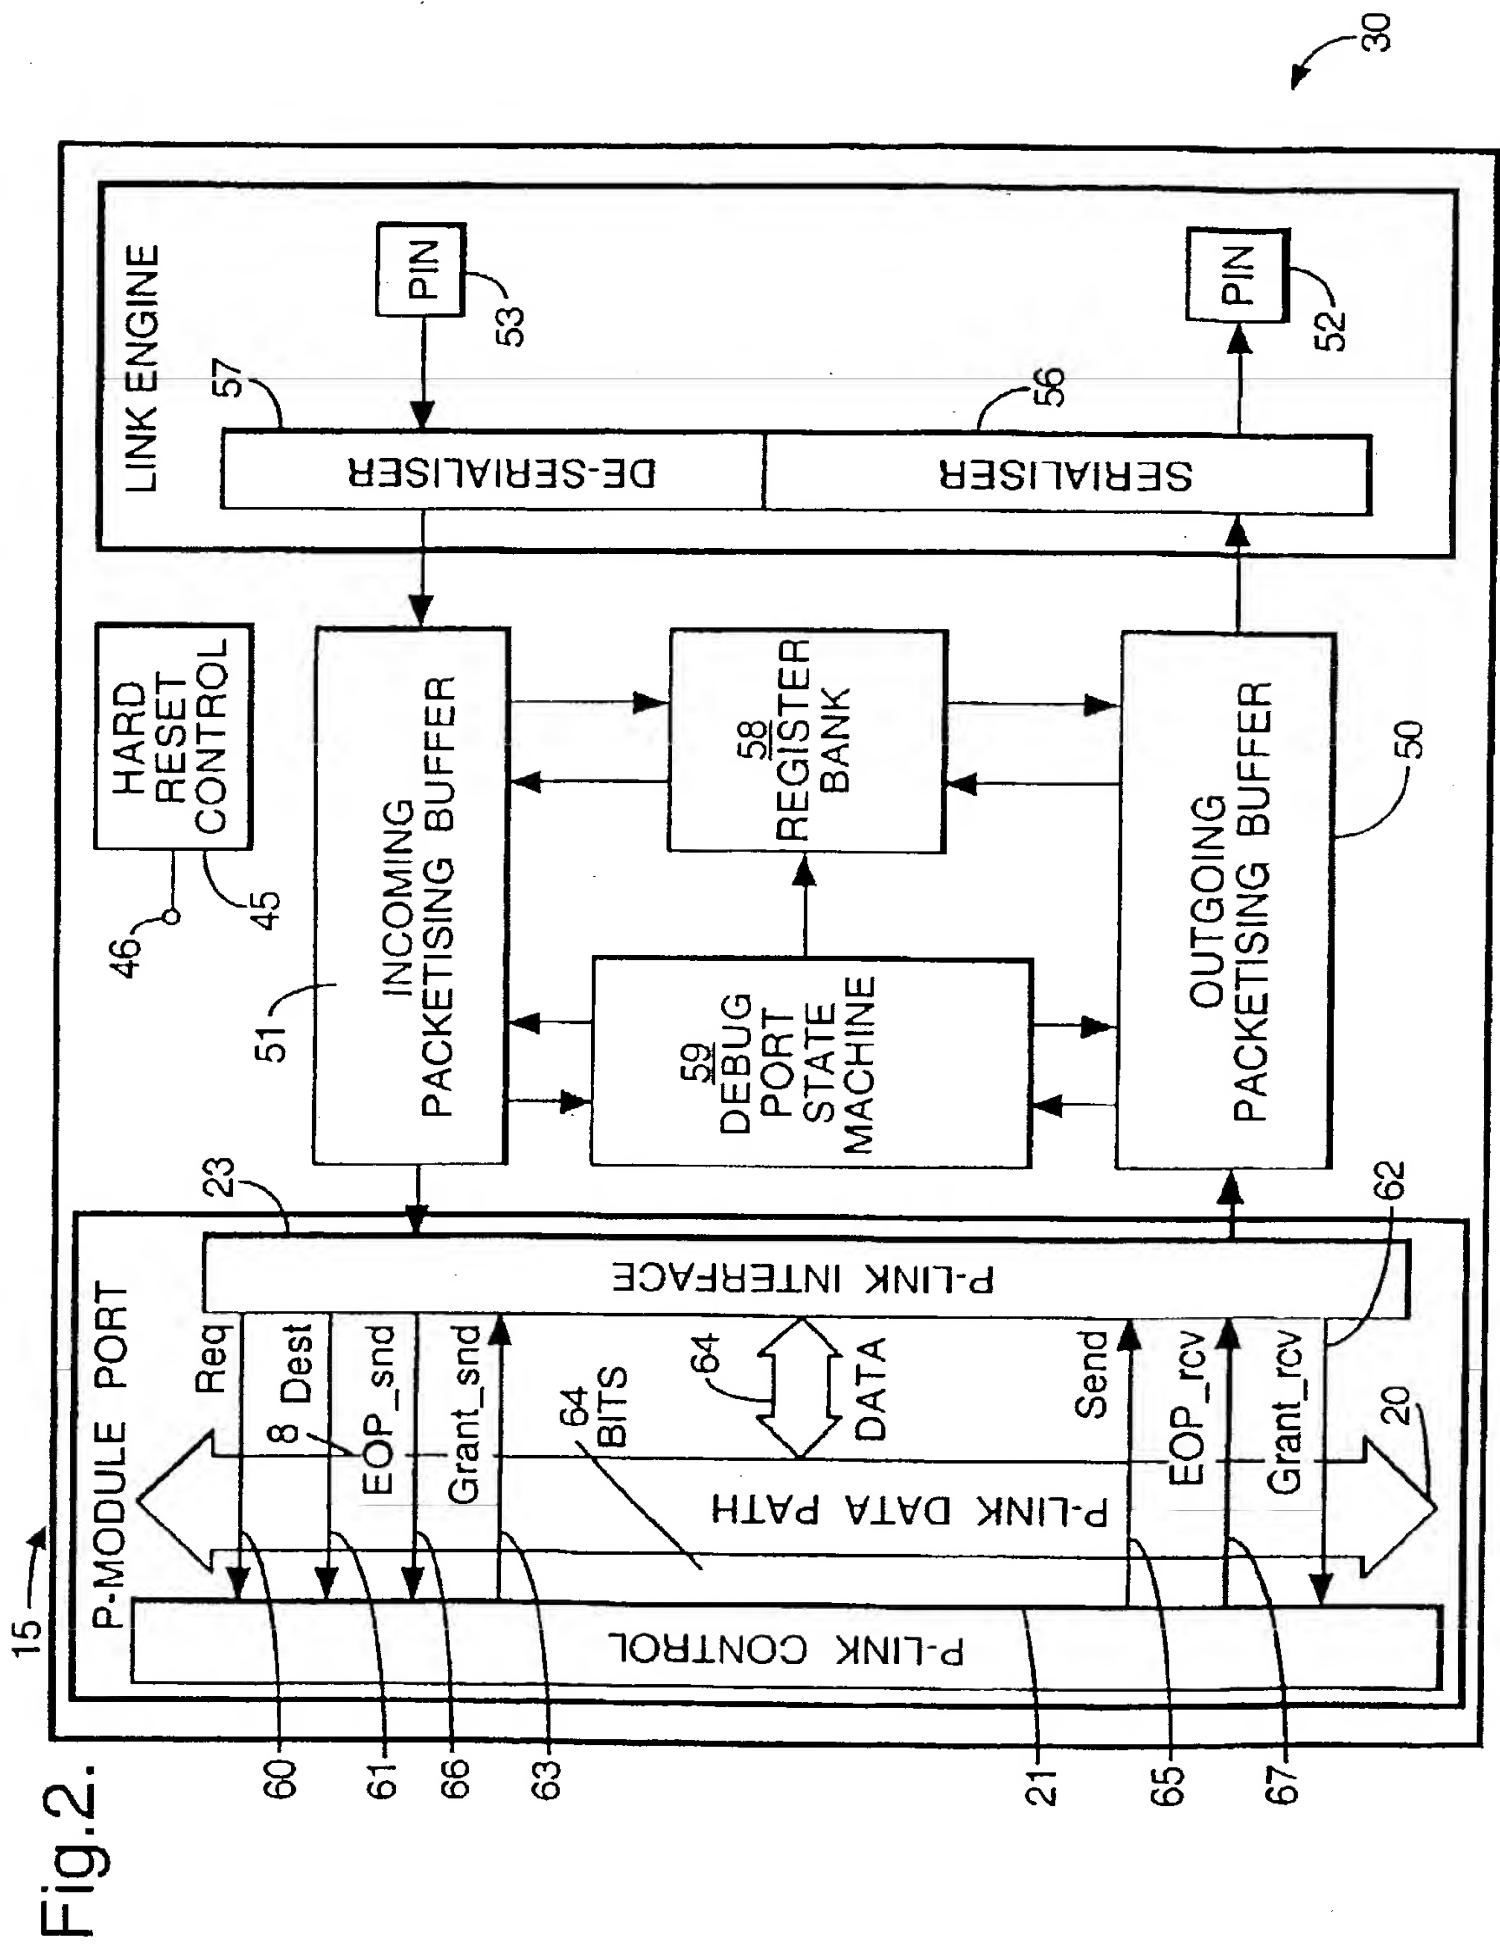 Fig.2.
15
P-MODULE PORT
Req
8 Dest
EOP_snd
Grant_snd
64
BITS
64
DATA
P-LINK DATA PATH
Send
EOP_rcv
Grant_rcv
20
62
P-LINK CONTROL
P-LINK INTERFACE
23
60
61
66
63
21
65
67
46
45
HARD
RESET
CONTROL
51
INCOMING
PACKETISING BUFFER
59
DEBUG
PORT
STATE
MACHINE
58
REGISTER
BANK
OUTGOING
PACKETISING BUFFER
50
LINK ENGINE
57
DE-SERIALISER
56
SERIALISER
PIN
53
PIN
52
30